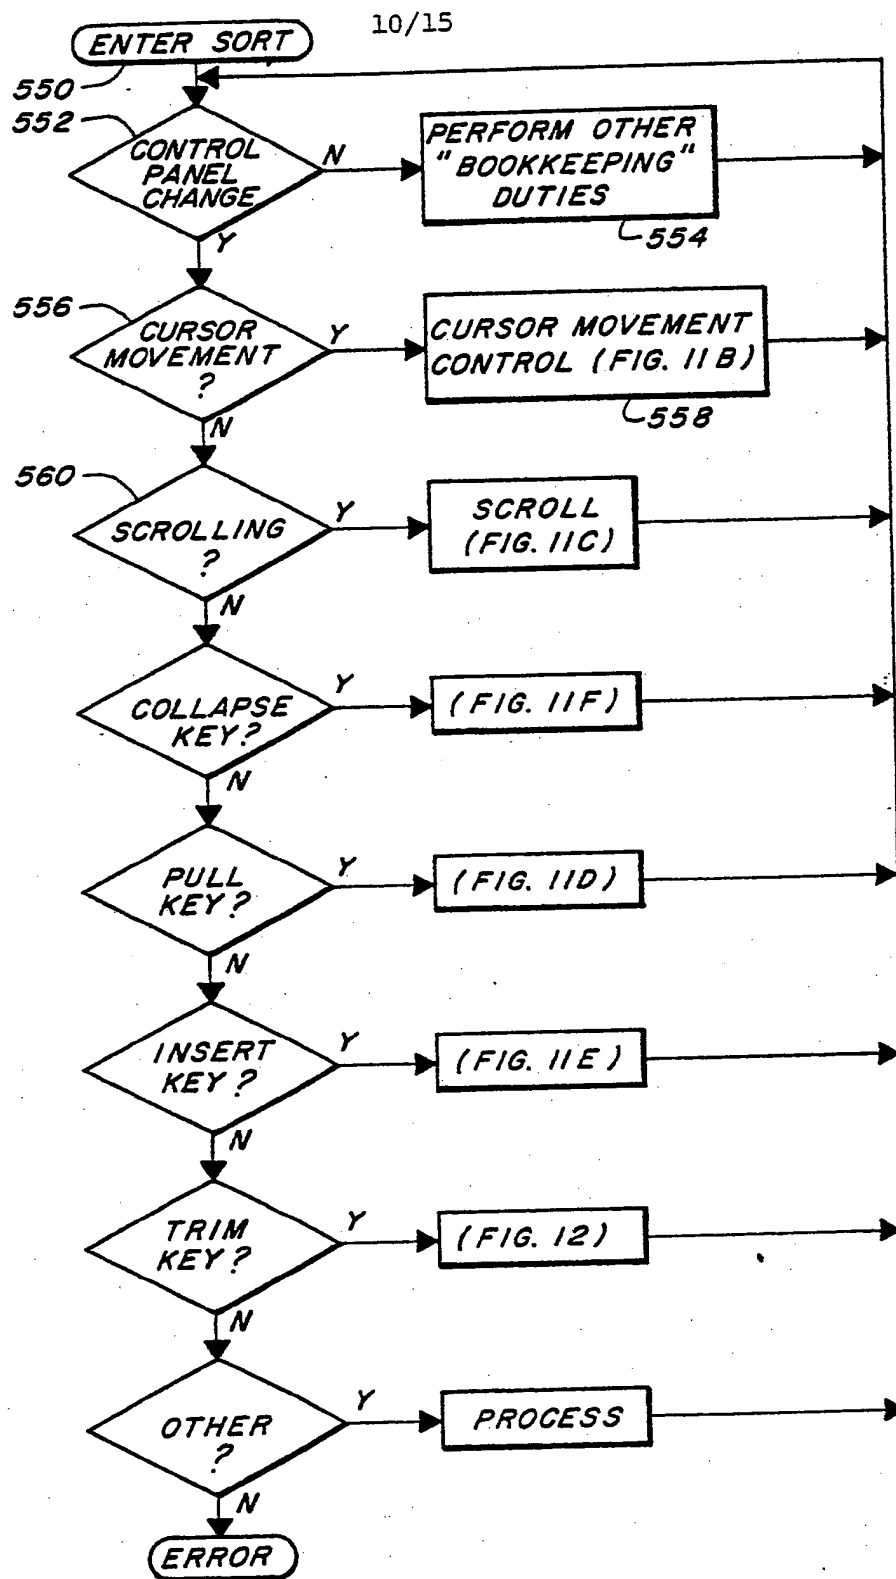 10/15
ENTER SORT
550
552
CONTROL
PANEL
CHANGE
N
PERFORM OTHER
"BOOKKEEPING"
DUTIES
554
Y
556
CURSOR
MOVEMENT
?
Y
CURSOR MOVEMENT
CONTROL (FIG. 11B)
558
N
560
SCROLLING
?
Y
SCROLL
(FIG. 11C)
N
COLLAPSE
KEY?
Y
(FIG. 11F)
N
PULL
KEY?
Y
(FIG. 11D)
N
INSERT
KEY?
Y
(FIG. 11E)
N
TRIM
KEY?
Y
(FIG. 12)
N
OTHER
?
Y
PROCESS
N
ERROR